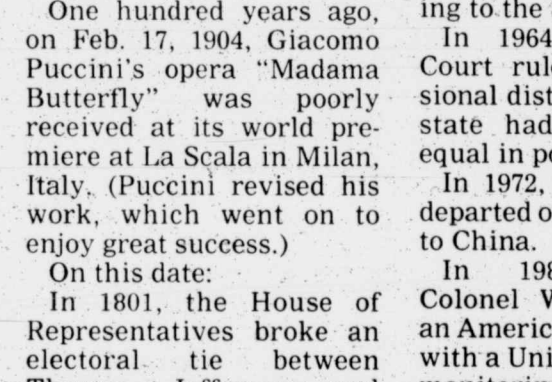 One hundred years ago,
on Feb. 17, 1904, Giacomo
Puccini's opera “Madama
Butterfly” was poorly
received at its world pre-
miere at La Scala in Milan,
Italy. (Puccini revised his
work, which went on to
enjoy great success.)
On this date:
In 1801, the House of
Representatives broke an
electoral tie between
ing to the
In 1964
Court rul
sional dist
state had
equal in p
In 1972,
departed o
to China.
In 198
Colonel W
an Americ
with a Uni